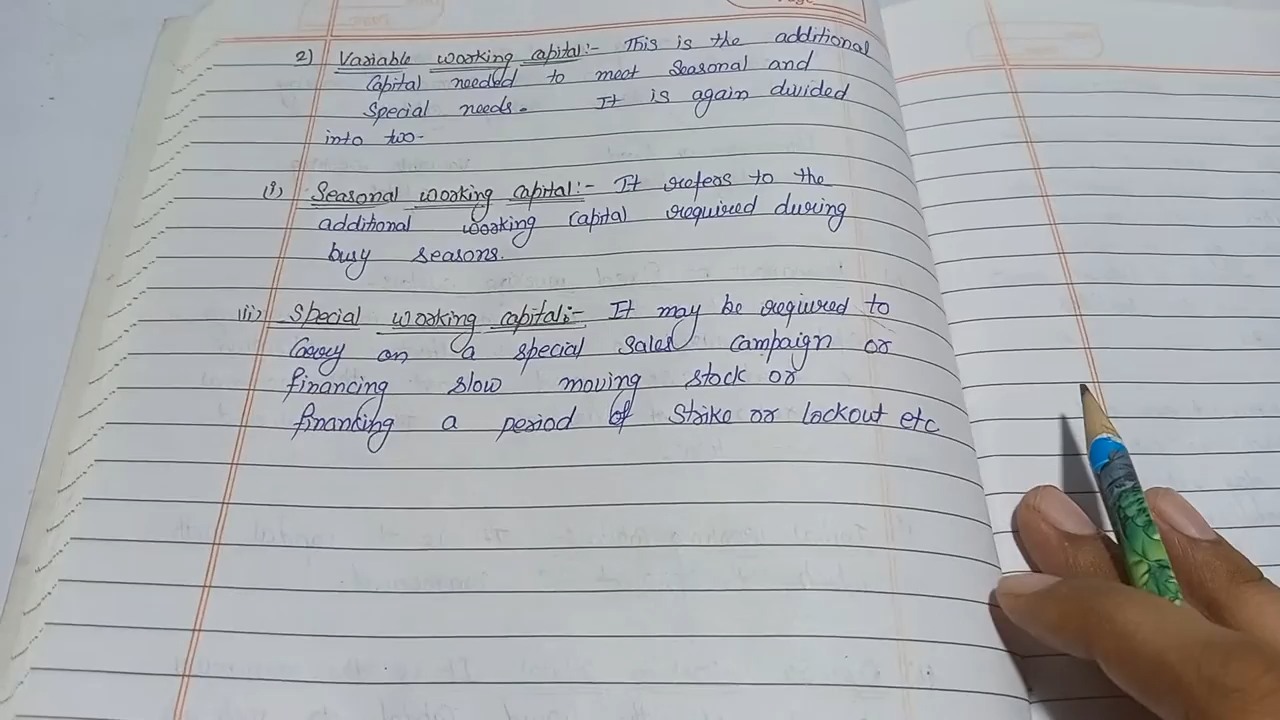 Page
2) Variable working capital:- This is the additional
Capital needed to meet Seasonal and
Special needs. It is again divided
into two-
(i) Seasonal working capital:- It refers to the
additional working Capital required during
busy seasons.
(ii) Special working capital:- It may be required to
Carry on a special sales campaign or
financing slow moving stock or
financing a period of strike or lockout etc